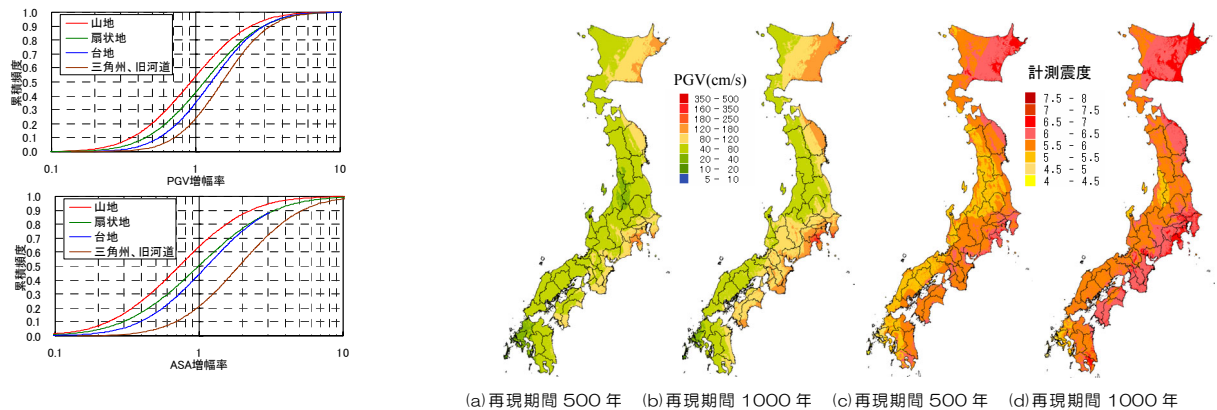 累積頻度
1.0
0.9
0.8
0.7
0.6
0.5
0.4
0.3
0.2
0.1
0.0
山地
扇状地
台地
三角州、旧河道
0.1 1 10
PGV増幅率
累積頻度
1.0
0.9
0.8
0.7
0.6
0.5
0.4
0.3
0.2
0.1
0.0
山地
扇状地
台地
三角州、旧河道
0.1 1 10
ASA増幅率
PGV(cm/s)
350 - 500
160 - 350
180 - 250
120 - 180
80 - 120
40 - 80
20 - 40
10 - 20
5 - 10
計測震度
7.5 - 8
7 - 7.5
6.5 - 7
6 - 6.5
5.5 - 6
5 - 5.5
4.5 - 5
4 - 4.5
(a)再現期間 500 年 (b)再現期間 1000 年 (c)再現期間 500 年 (d)再現期間 1000 年